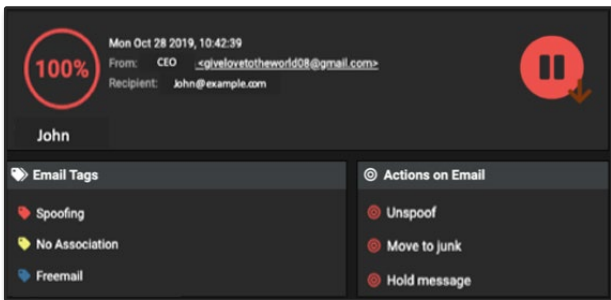 100%
Mon Oct 28 2019, 10:42:39
From: CEO <givelovetotheworld08@gmail.com>
Recipient: John@example.com
John
Email Tags
Spoofing
No Association
Freemail
Actions on Email
Unspoof
Move to junk
Hold message